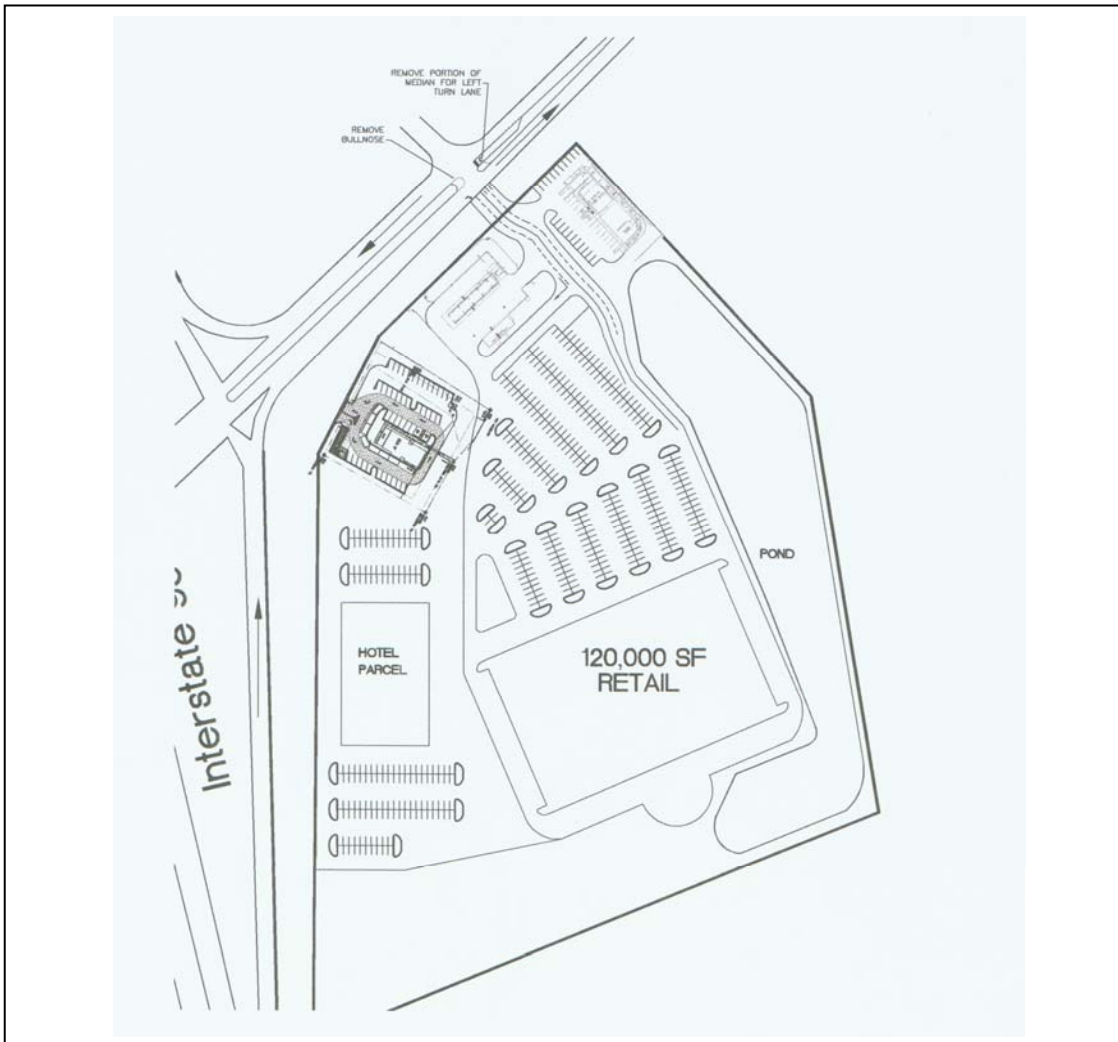 REMOVE PORTION OF
MEDIAN FOR LEFT
TURN LANE
REMOVE
BULLNOSE
POND
HOTEL
PARCEL
120,000 SF
RETAIL
Interstate